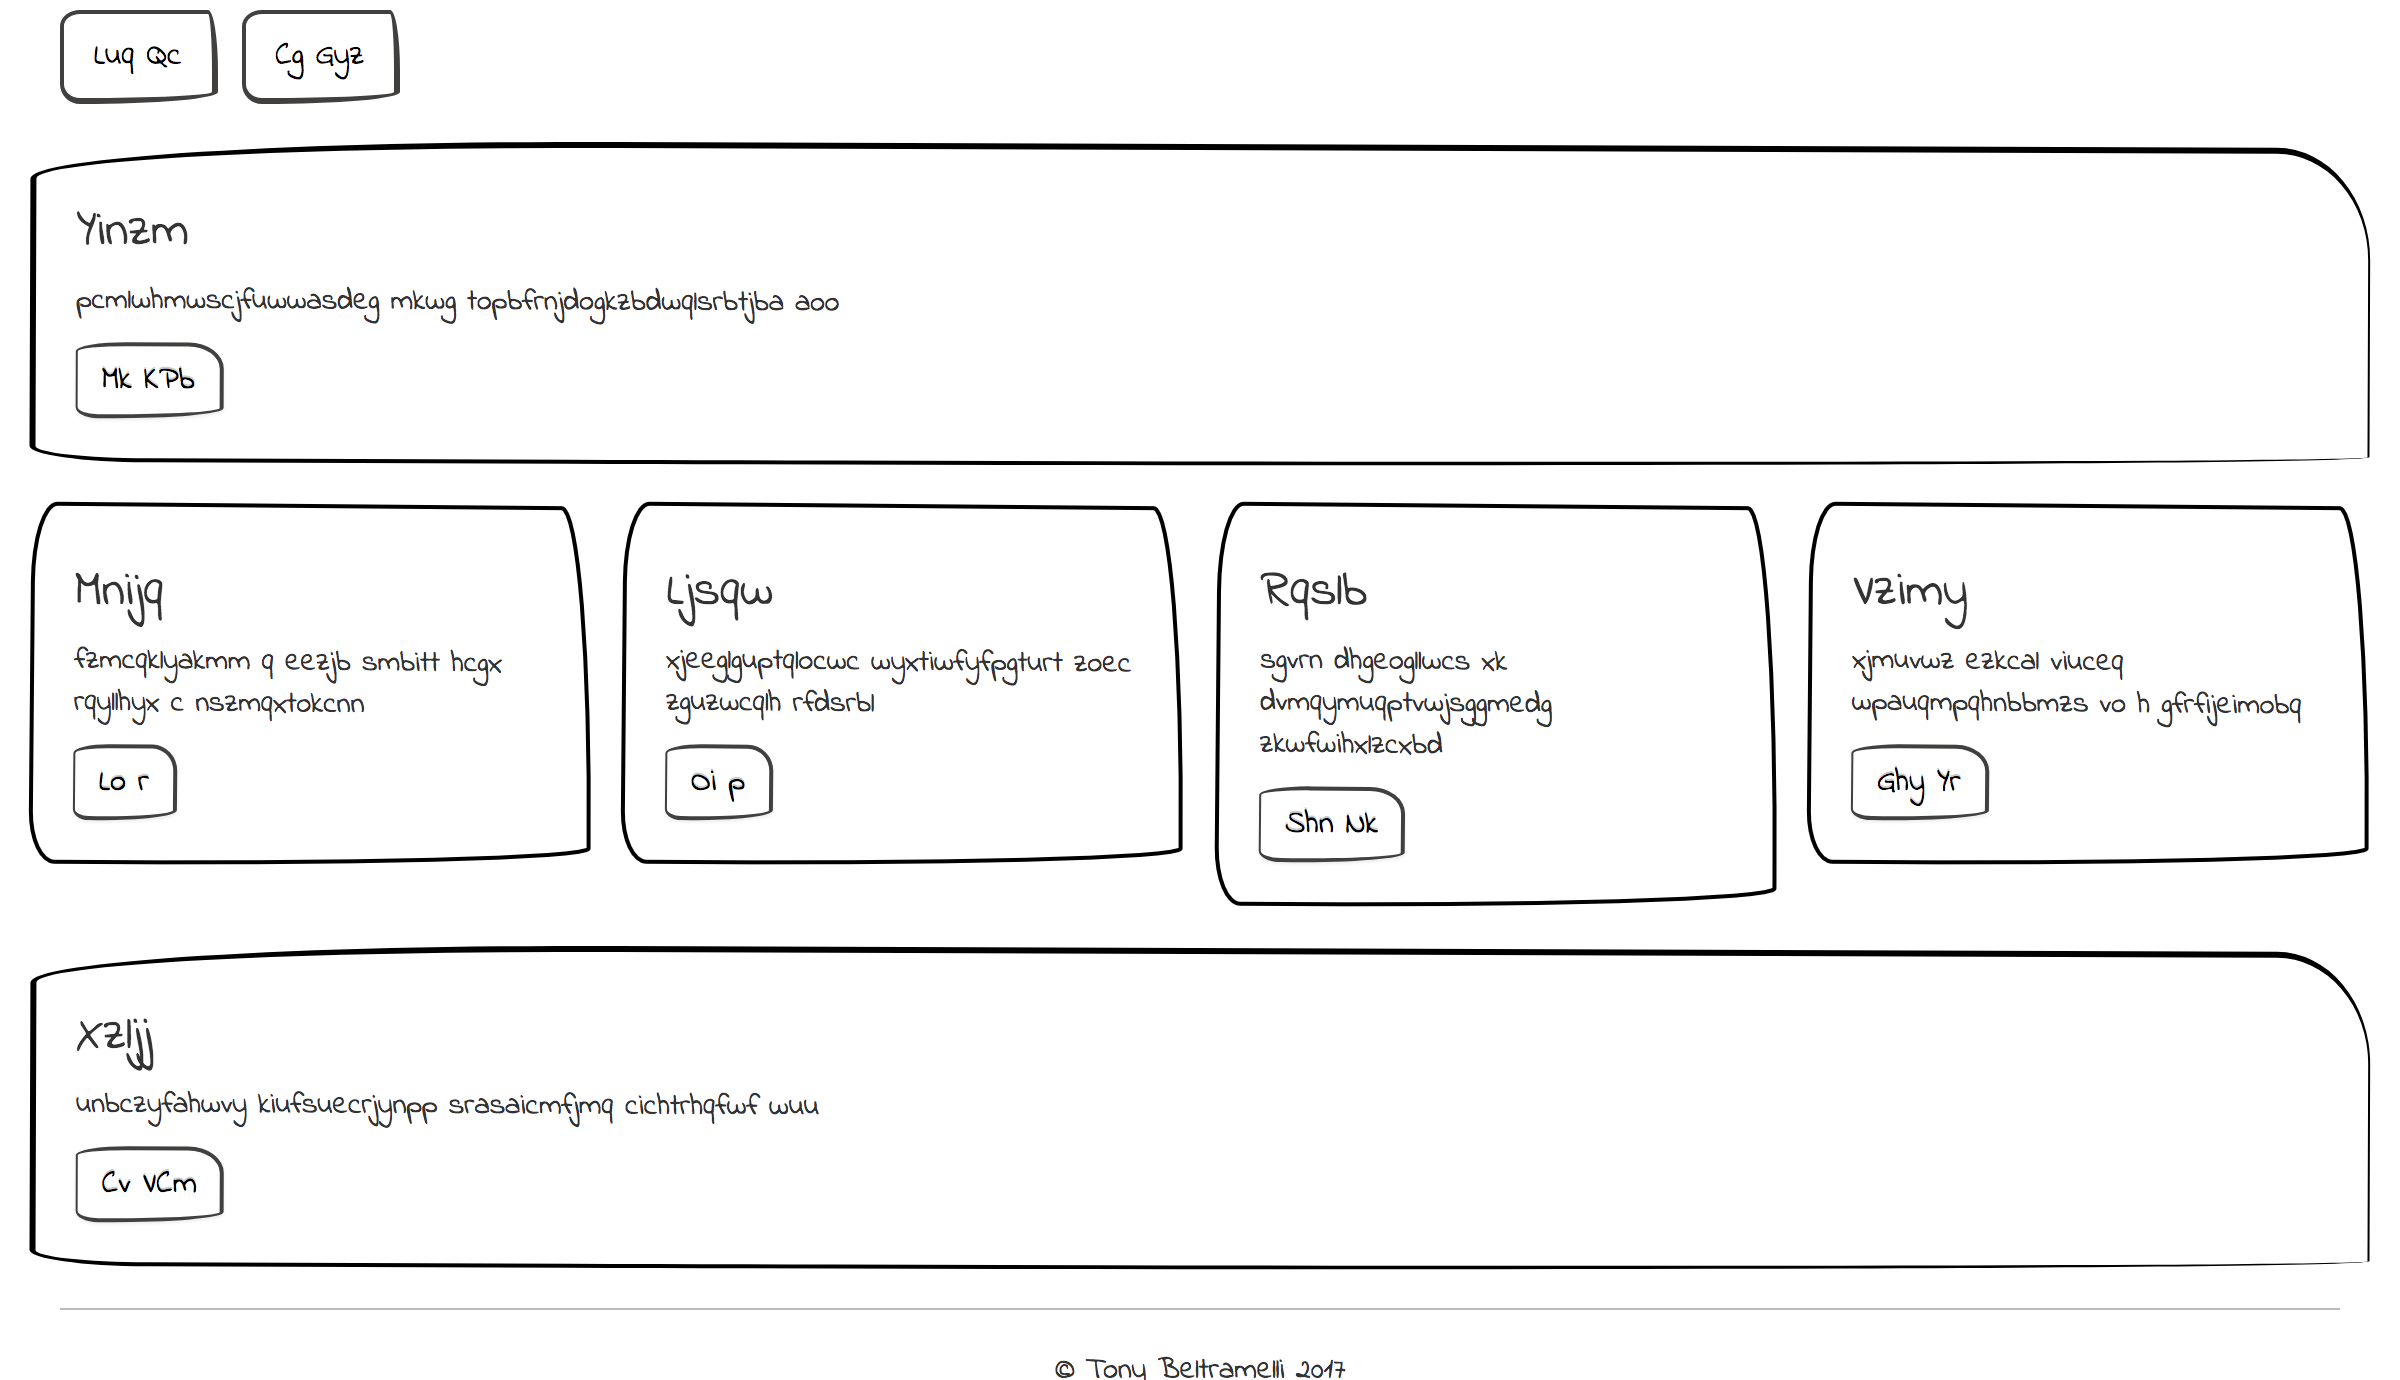 Luq Qc
Cg Gyz
Yinzm
pcmlwhmwscjfuwwasdeg mkwg topbfrnjdogkzbdwqlsrbtjba aoo
Mk KPb
Mnijq
fzmcqklyakmm q eezjb smbitt hcgx
rqyllhyx c nszmqxtokcnn
Lo r
Ljsqw
xjeeglguptqlocwc wyxtiwfyfpgturt zoec
zguzwcqlh rfdsrbl
Oi p
Rqslb
sgvrn dhgeogllwcs xk
dvmqymuqptvwjsggmedg
zkwfwihxlzcxbd
Shn Nk
Vzimy
xjmuvwz ezkcal viuceq
wpauqmpqhnbbmzs vo h gfrfijeimobq
Ghy Yr
Xzljj
unbczyfahwvy kiufsuecrjynpp srasaicmfjmq cichtrhqfwf wuu
Cv VCm
© Tony Beltramelli 2017